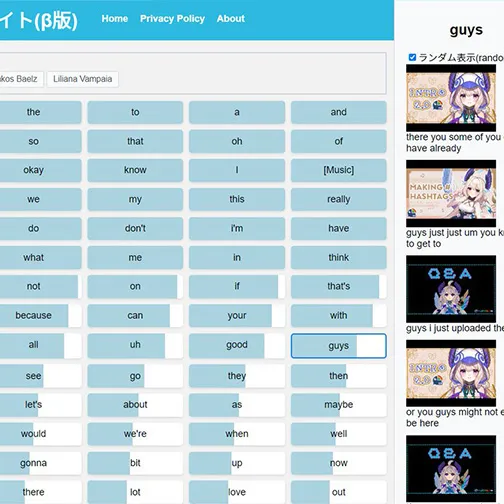 イト(β版)
Home Privacy Policy About
kos Baelz Liliana Vampaia
the to a and
so that oh of
okay know I [Music]
we my this really
do don't i'm have
what me in think
not on if that's
because can your with
all uh good guys
see go they then
let's about as maybe
would we're when well
gonna bit up now
there lot love out
guys
ランダム表示(rando
INTRO
2.0
there you some of you
have already
MAKING
HASHTAGS
guys just just um you k
to get to
Q&A
guys i just uploaded the
INTRO
2.0
or you guys might not e
be here
Q&A